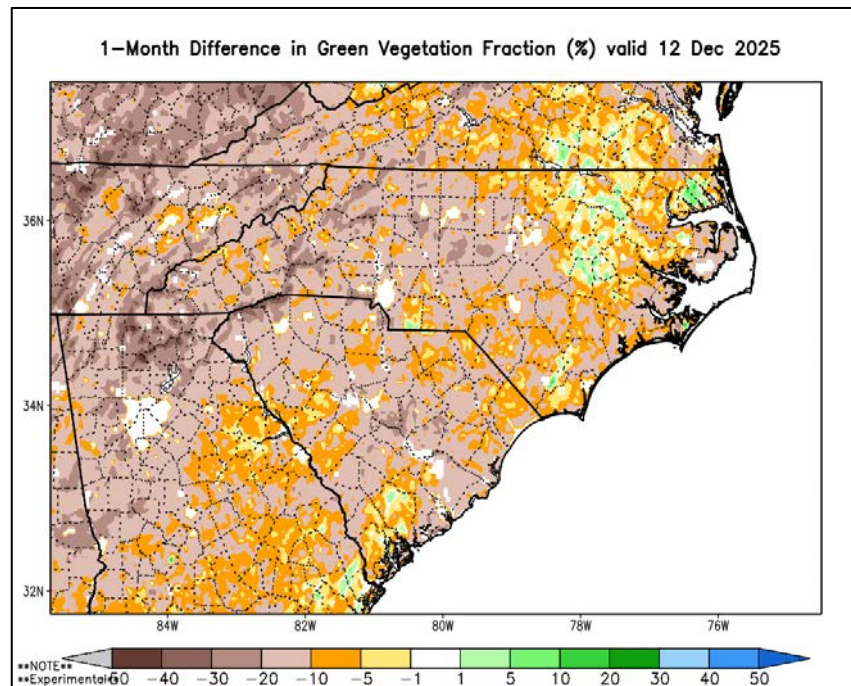 1-Month Difference in Green Vegetation Fraction (%) valid 12 Dec 2025
36N
34N
32N
84W 82W 80W 78W 76W
**NOTE**
**Experimental 50 -40 -30 -20 -10 -5 -1 1 5 10 20 30 40 50